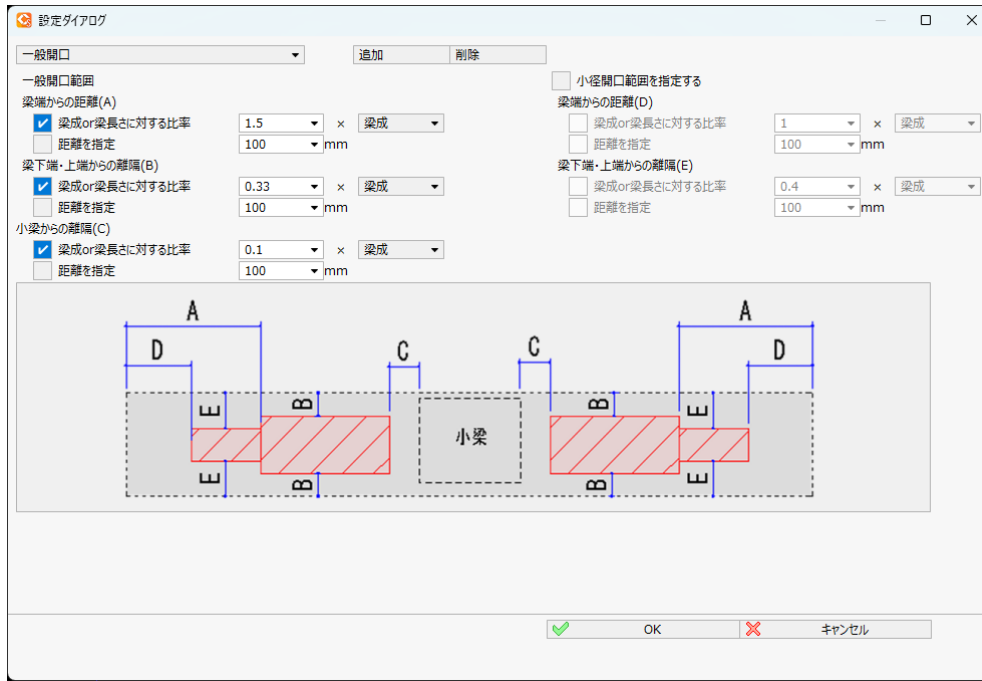 設定ダイアログ
一般開口 追加 削除
一般開口範囲 小径開口範囲を指定する
梁端からの距離(A) 梁端からの距離(D)
梁成or梁長さに対する比率 1.5 × 梁成 梁成or梁長さに対する比率 1 × 梁成
距離を指定 100 mm 距離を指定 100 mm
梁下端・上端からの離隔(B) 梁下端・上端からの離隔(E)
梁成or梁長さに対する比率 0.33 × 梁成 梁成or梁長さに対する比率 0.4 × 梁成
距離を指定 100 mm 距離を指定 100 mm
小梁からの離隔(C)
梁成or梁長さに対する比率 0.1 × 梁成
距離を指定 100 mm
A A
D C C D
E B B E
小梁
E B B E
OK キャンセル